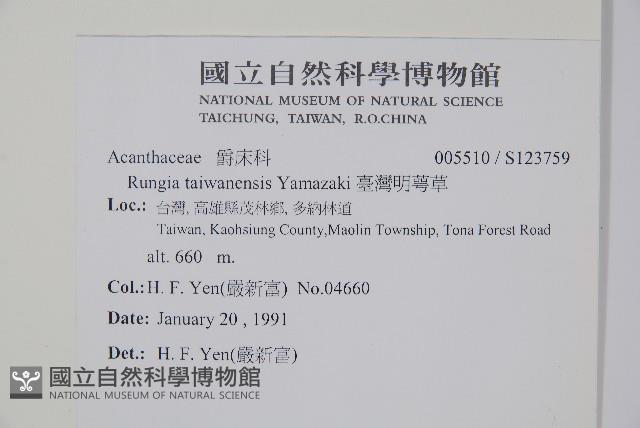 國立自然科學博物館
NATIONAL MUSEUM OF NATURAL SCIENCE
TAICHUNG, TAIWAN, R.O.CHINA
Acanthaceae 爵床科 005510 / S123759
Rungia taiwanensis Yamazaki 臺灣明萼草
Loc.: 台灣, 高雄縣茂林鄉, 多納林道
Taiwan, Kaohsiung County,Maolin Township, Tona Forest Road
alt. 660 m.
Col.: H. F. Yen(嚴新富) No.04660
Date: January 20 , 1991
Det.: H. F. Yen(嚴新富)
國立自然科學博物館
NATIONAL MUSEUM OF NATURAL SCIENCE